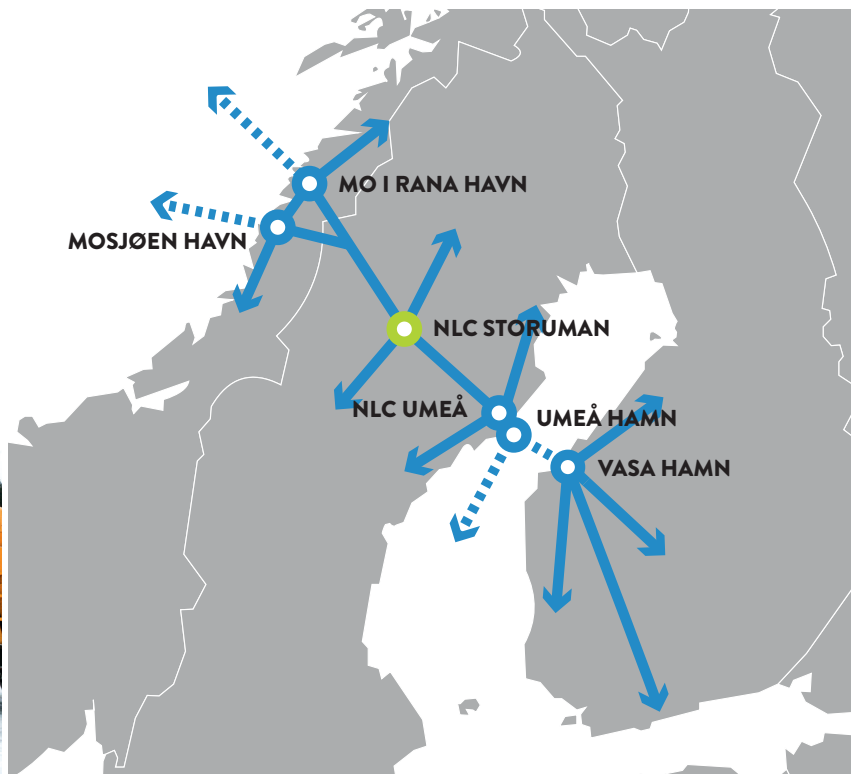 MO I RANA HAVN
MOSJØEN HAVN
NLC STORUMAN
NLC UMEÅ
UMEÅ HAMN
VASA HAMN